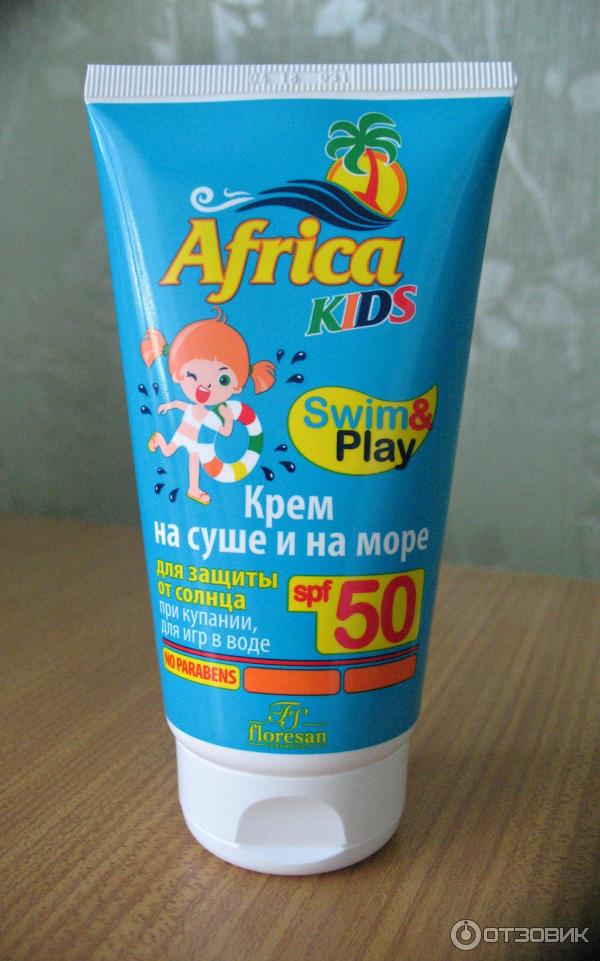 Africa
KIDS
Swim&
Play
Крем
на суше и на море
для защиты
от солнца
при купании,
для игр в воде
spf 50
NO PARABENS
FS
floresan
ОТЗОВИК